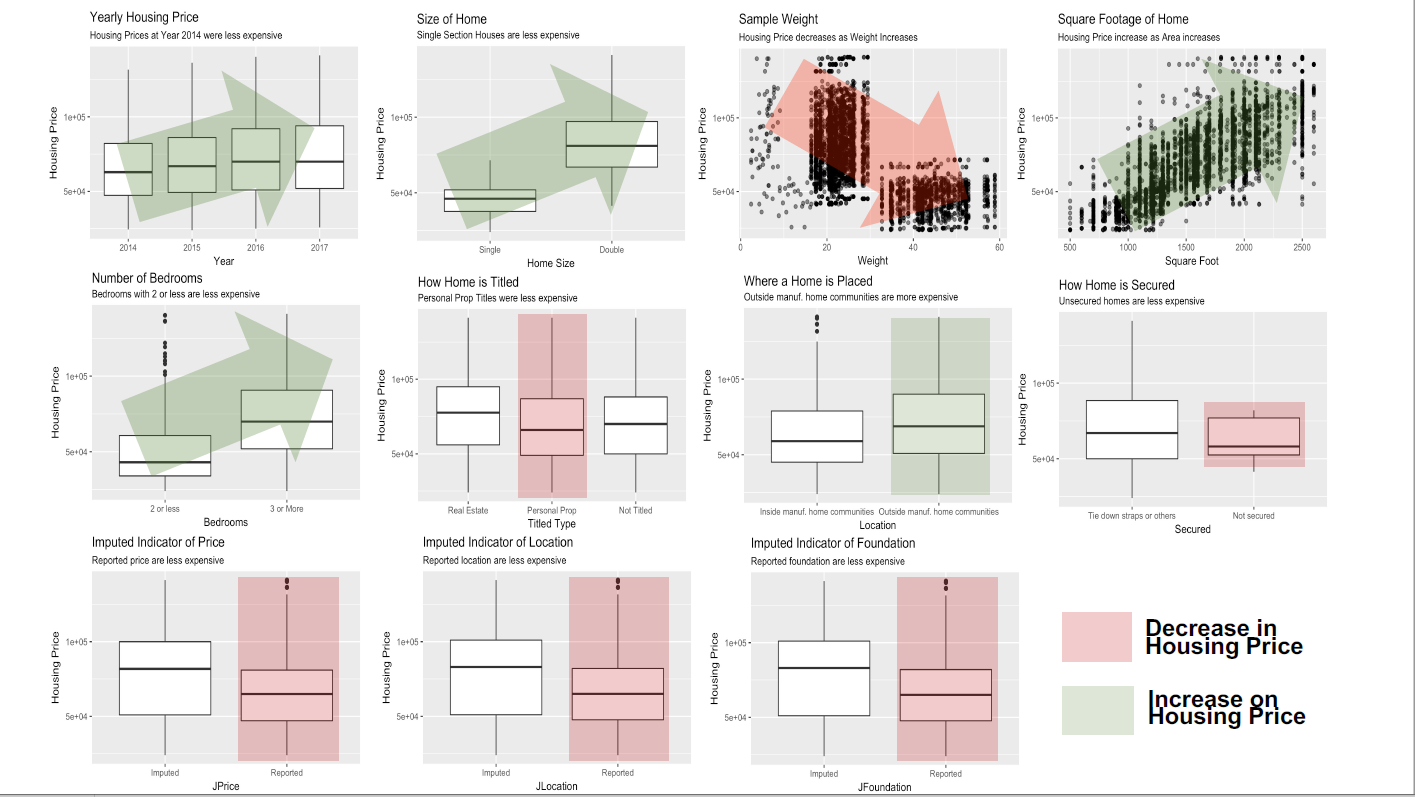 Yearly Housing Price
Housing Prices at Year 2014 were less expensive
Housing Price
1e+05
5e+04
2014 2015 2016 2017
Year
Size of Home
Single Section Houses are less expensive
Housing Price
1e+05
5e+04
Single Double
Home Size
Sample Weight
Housing Price decreases as Weight Increases
Housing Price
1e+05
5e+04
0 20 40 60
Weight
Square Footage of Home
Housing Price increase as Area increases
Housing Price
1e+05
5e+04
500 1000 1500 2000 2500
Square Foot
Number of Bedrooms
Bedrooms with 2 or less are less expensive
Housing Price
1e+05
5e+04
2 or less 3 or More
Bedrooms
How Home is Titled
Personal Prop Titles were less expensive
Housing Price
1e+05
5e+04
Real Estate Personal Prop Not Titled
Titled Type
Where a Home is Placed
Outside manuf. home communities are more expensive
Housing Price
1e+05
5e+04
Inside manuf. home communities Outside manuf. home communities
Location
How Home is Secured
Unsecured homes are less expensive
Housing Price
1e+05
5e+04
Tie down straps or others Not secured
Secured
Imputed Indicator of Price
Reported price are less expensive
Housing Price
1e+05
5e+04
Imputed Reported
JPrice
Imputed Indicator of Location
Reported location are less expensive
Housing Price
1e+05
5e+04
Imputed Reported
JLocation
Imputed Indicator of Foundation
Reported foundation are less expensive
Housing Price
1e+05
5e+04
Imputed Reported
JFoundation
Decrease in
Housing Price
Increase on
Housing Price